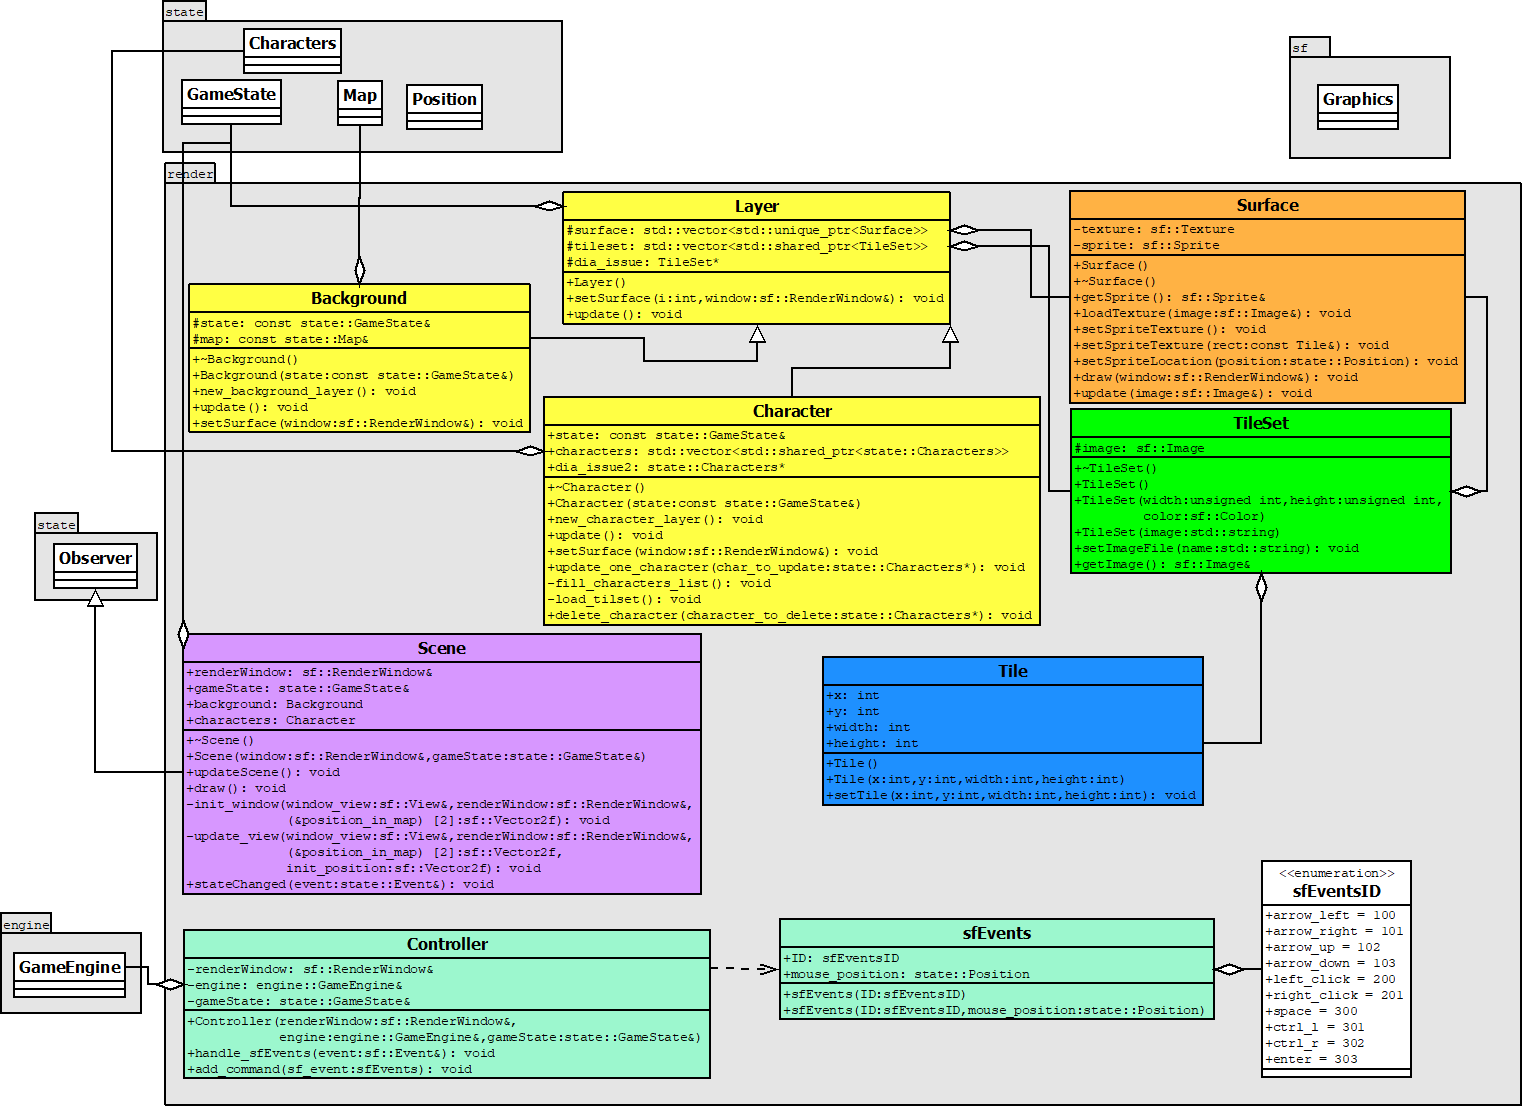 state
Characters
GameState
Map
Position
sf
Graphics
render
Layer
#surface: std::vector<std::unique_ptr<Surface>>
#tileset: std::vector<std::shared_ptr<TileSet>>
#dia_issue: TileSet*
+Layer()
+setSurface(i:int,window:sf::RenderWindow&): void
+update(): void
Surface
-texture: sf::Texture
-sprite: sf::Sprite
+Surface()
+~Surface()
+getSprite(): sf::Sprite&
+loadTexture(image:sf::Image&): void
+setSpriteTexture(): void
+setSpriteTexture(rect:const Tile&): void
+setSpriteLocation(position:state::Position): void
+draw(window:sf::RenderWindow&): void
+update(image:sf::Image&): void
Background
#state: const state::GameState&
#map: const state::Map&
+~Background()
+Background(state:const state::GameState&)
+new_background_layer(): void
+update(): void
+setSurface(window:sf::RenderWindow&): void
Character
+state: const state::GameState&
+characters: std::vector<std::shared_ptr<state::Characters>>
+dia_issue2: state::Characters*
+~Character()
+Character(state:const state::GameState&)
+new_character_layer(): void
+update(): void
+setSurface(window:sf::RenderWindow&): void
+update_one_character(char_to_update:state::Characters*): void
-fill_characters_list(): void
-load_tilset(): void
+delete_character(character_to_delete:state::Characters*): void
TileSet
#image: sf::Image
+~TileSet()
+TileSet()
+TileSet(width:unsigned int,height:unsigned int,
color:sf::Color)
+TileSet(image:std::string)
+setImageFile(name:std::string): void
+getImage(): sf::Image&
state
Observer
Scene
+renderWindow: sf::RenderWindow&
+gameState: state::GameState&
+background: Background
+characters: Character
+~Scene()
+Scene(window:sf::RenderWindow&,gameState:state::GameState&)
+updateScene(): void
+draw(): void
-init_window(window_view:sf::View&,renderWindow:sf::RenderWindow&,
(&position_in_map) [2]:sf::Vector2f): void
-update_view(window_view:sf::View&,renderWindow:sf::RenderWindow&,
(&position_in_map) [2]:sf::Vector2f,
init_position:sf::Vector2f): void
+stateChanged(event:state::Event&): void
Tile
+x: int
+y: int
+width: int
+height: int
+Tile()
+Tile(x:int,y:int,width:int,height:int)
+setTile(x:int,y:int,width:int,height:int): void
engine
GameEngine
Controller
-renderWindow: sf::RenderWindow&
-engine: engine::GameEngine&
-gameState: state::GameState&
+Controller(renderWindow:sf::RenderWindow&,
engine:engine::GameEngine&,gameState:state::GameState&)
+handle_sfEvents(event:sf::Event&): void
+add_command(sf_event:sfEvents): void
sfEvents
+ID: sfEventsID
+mouse_position: state::Position
+sfEvents(ID:sfEventsID)
+sfEvents(ID:sfEventsID,mouse_position:state::Position)
<<enumeration>>
sfEventsID
+arrow_left = 100
+arrow_right = 101
+arrow_up = 102
+arrow_down = 103
+left_click = 200
+right_click = 201
+space = 300
+ctrl_l = 301
+ctrl_r = 302
+enter = 303